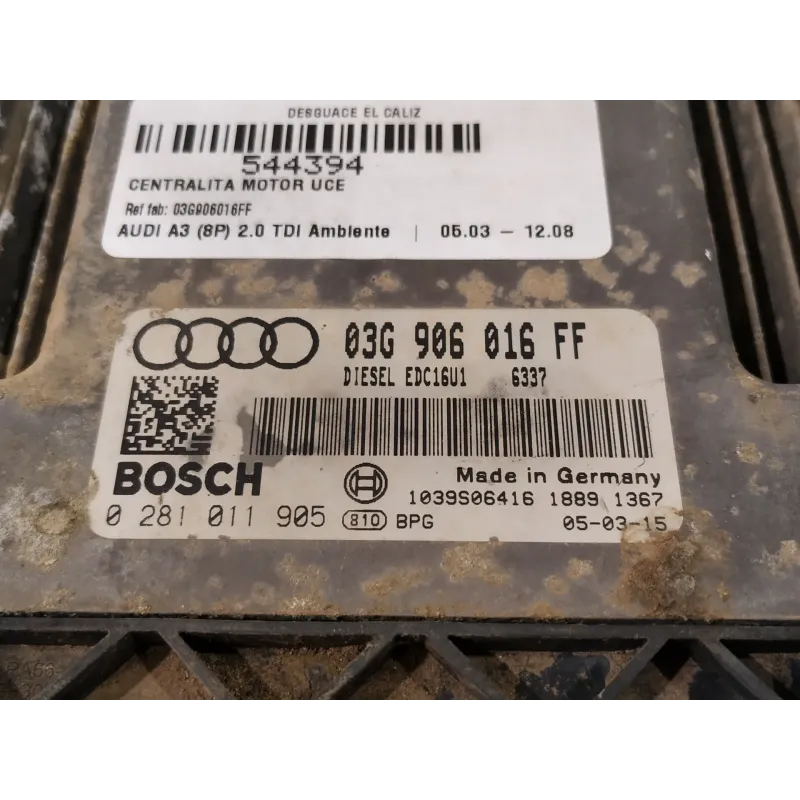 DESGUACE EL CALIZ
544394
CENTRALITA MOTOR UCE
Ref fab: 03G906016FF
AUDI A3 (8P) 2.0 TDI Ambiente | 05.03 - 12.08
03G 906 016 FF
DIESEL EDC16U1 6337
BOSCH
Made in Germany
1039S06416 1889 1367
0 281 011 905 810 BPG 05-03-15